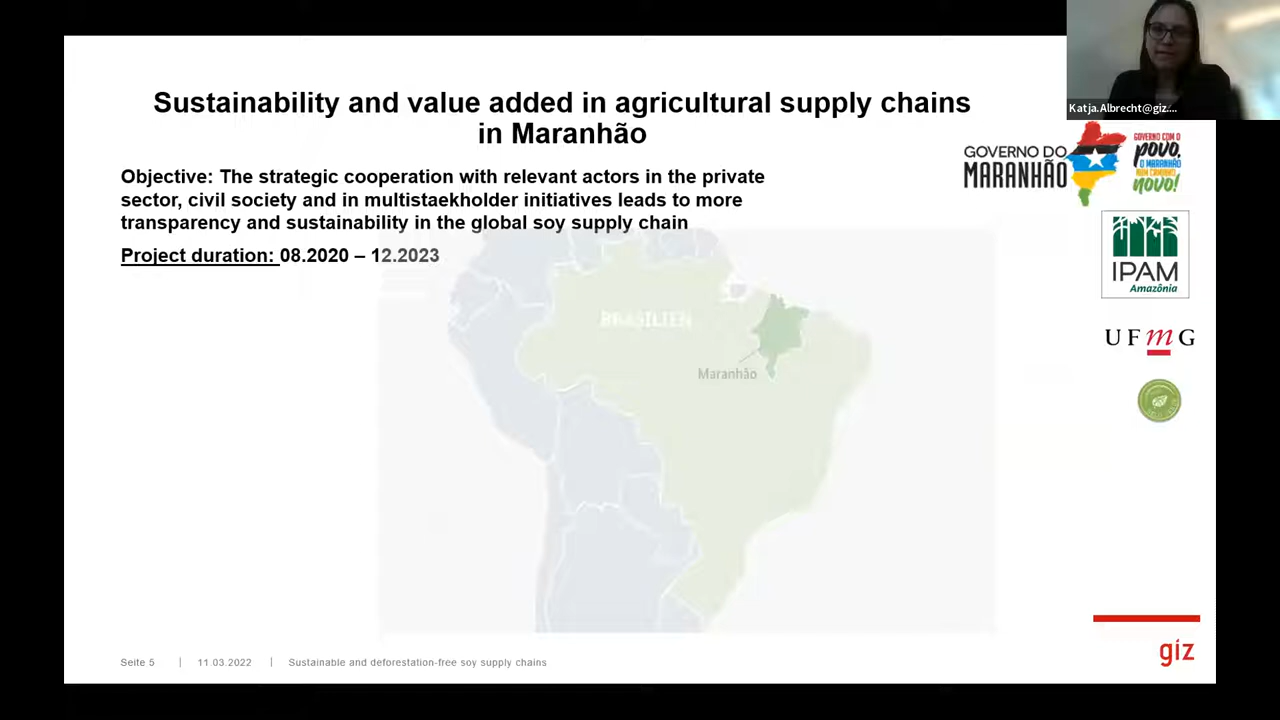 Katja.Albrecht@giz....
Sustainability and value added in agricultural supply chains
in Maranhão
Objective: The strategic cooperation with relevant actors in the private
sector, civil society and in multistaekholder initiatives leads to more
transparency and sustainability in the global soy supply chain
Project duration: 08.2020 – 12.2023
GOVERNO DO
MARANHÃO
GOVERNO COM O
POVO,
O MARANHÃO
NUM CAMINHO
NOVO!
IPAM
Amazônia
UFmG
BRASILIEN
Maranhão
Seite 5 | 11.03.2022 | Sustainable and deforestation-free soy supply chains
giz